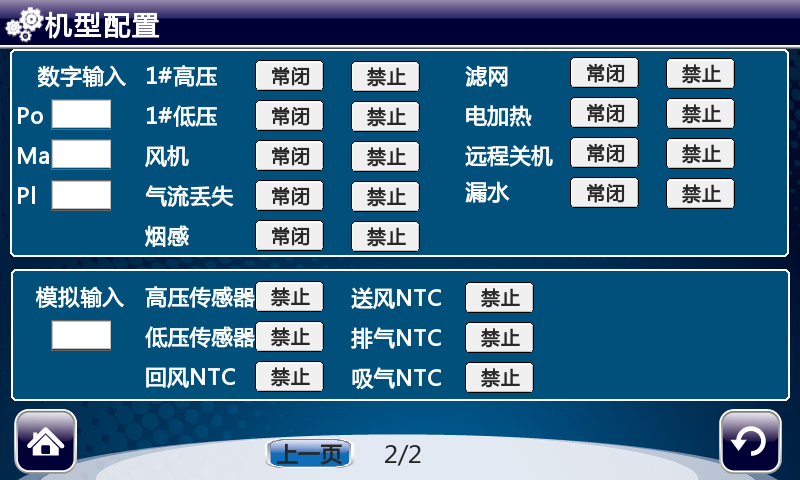 机型配置
数字输入 1#高压 常闭 禁止 滤网 常闭 禁止
Po 1#低压 常闭 禁止 电加热 常闭 禁止
Ma 风机 常闭 禁止 远程关机 常闭 禁止
Pl 气流丢失 常闭 禁止 漏水 常闭 禁止
烟感 常闭 禁止
模拟输入 高压传感器 禁止 送风NTC 禁止
低压传感器 禁止 排气NTC 禁止
回风NTC 禁止 吸气NTC 禁止
上一页 2/2